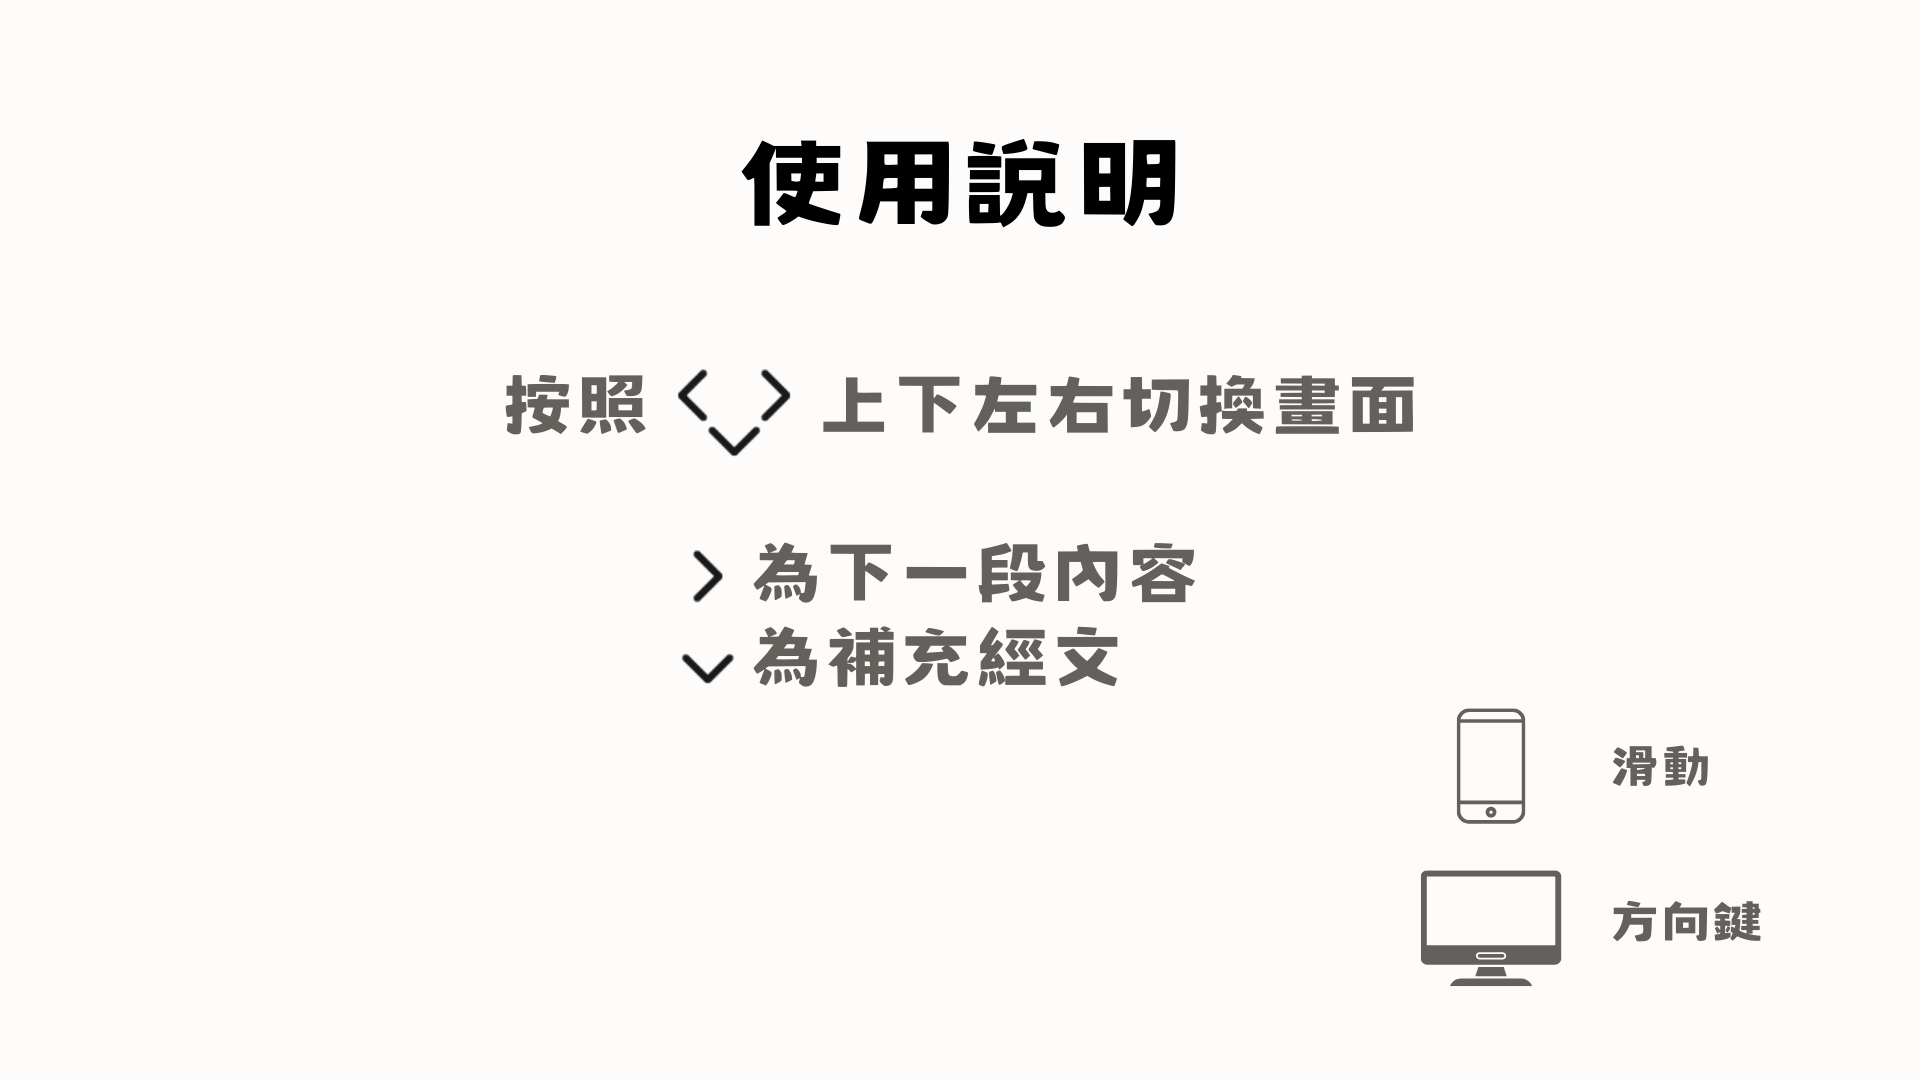 使用說明
按照 上下左右切換畫面
為下一段內容
為補充經文
滑動
方向鍵